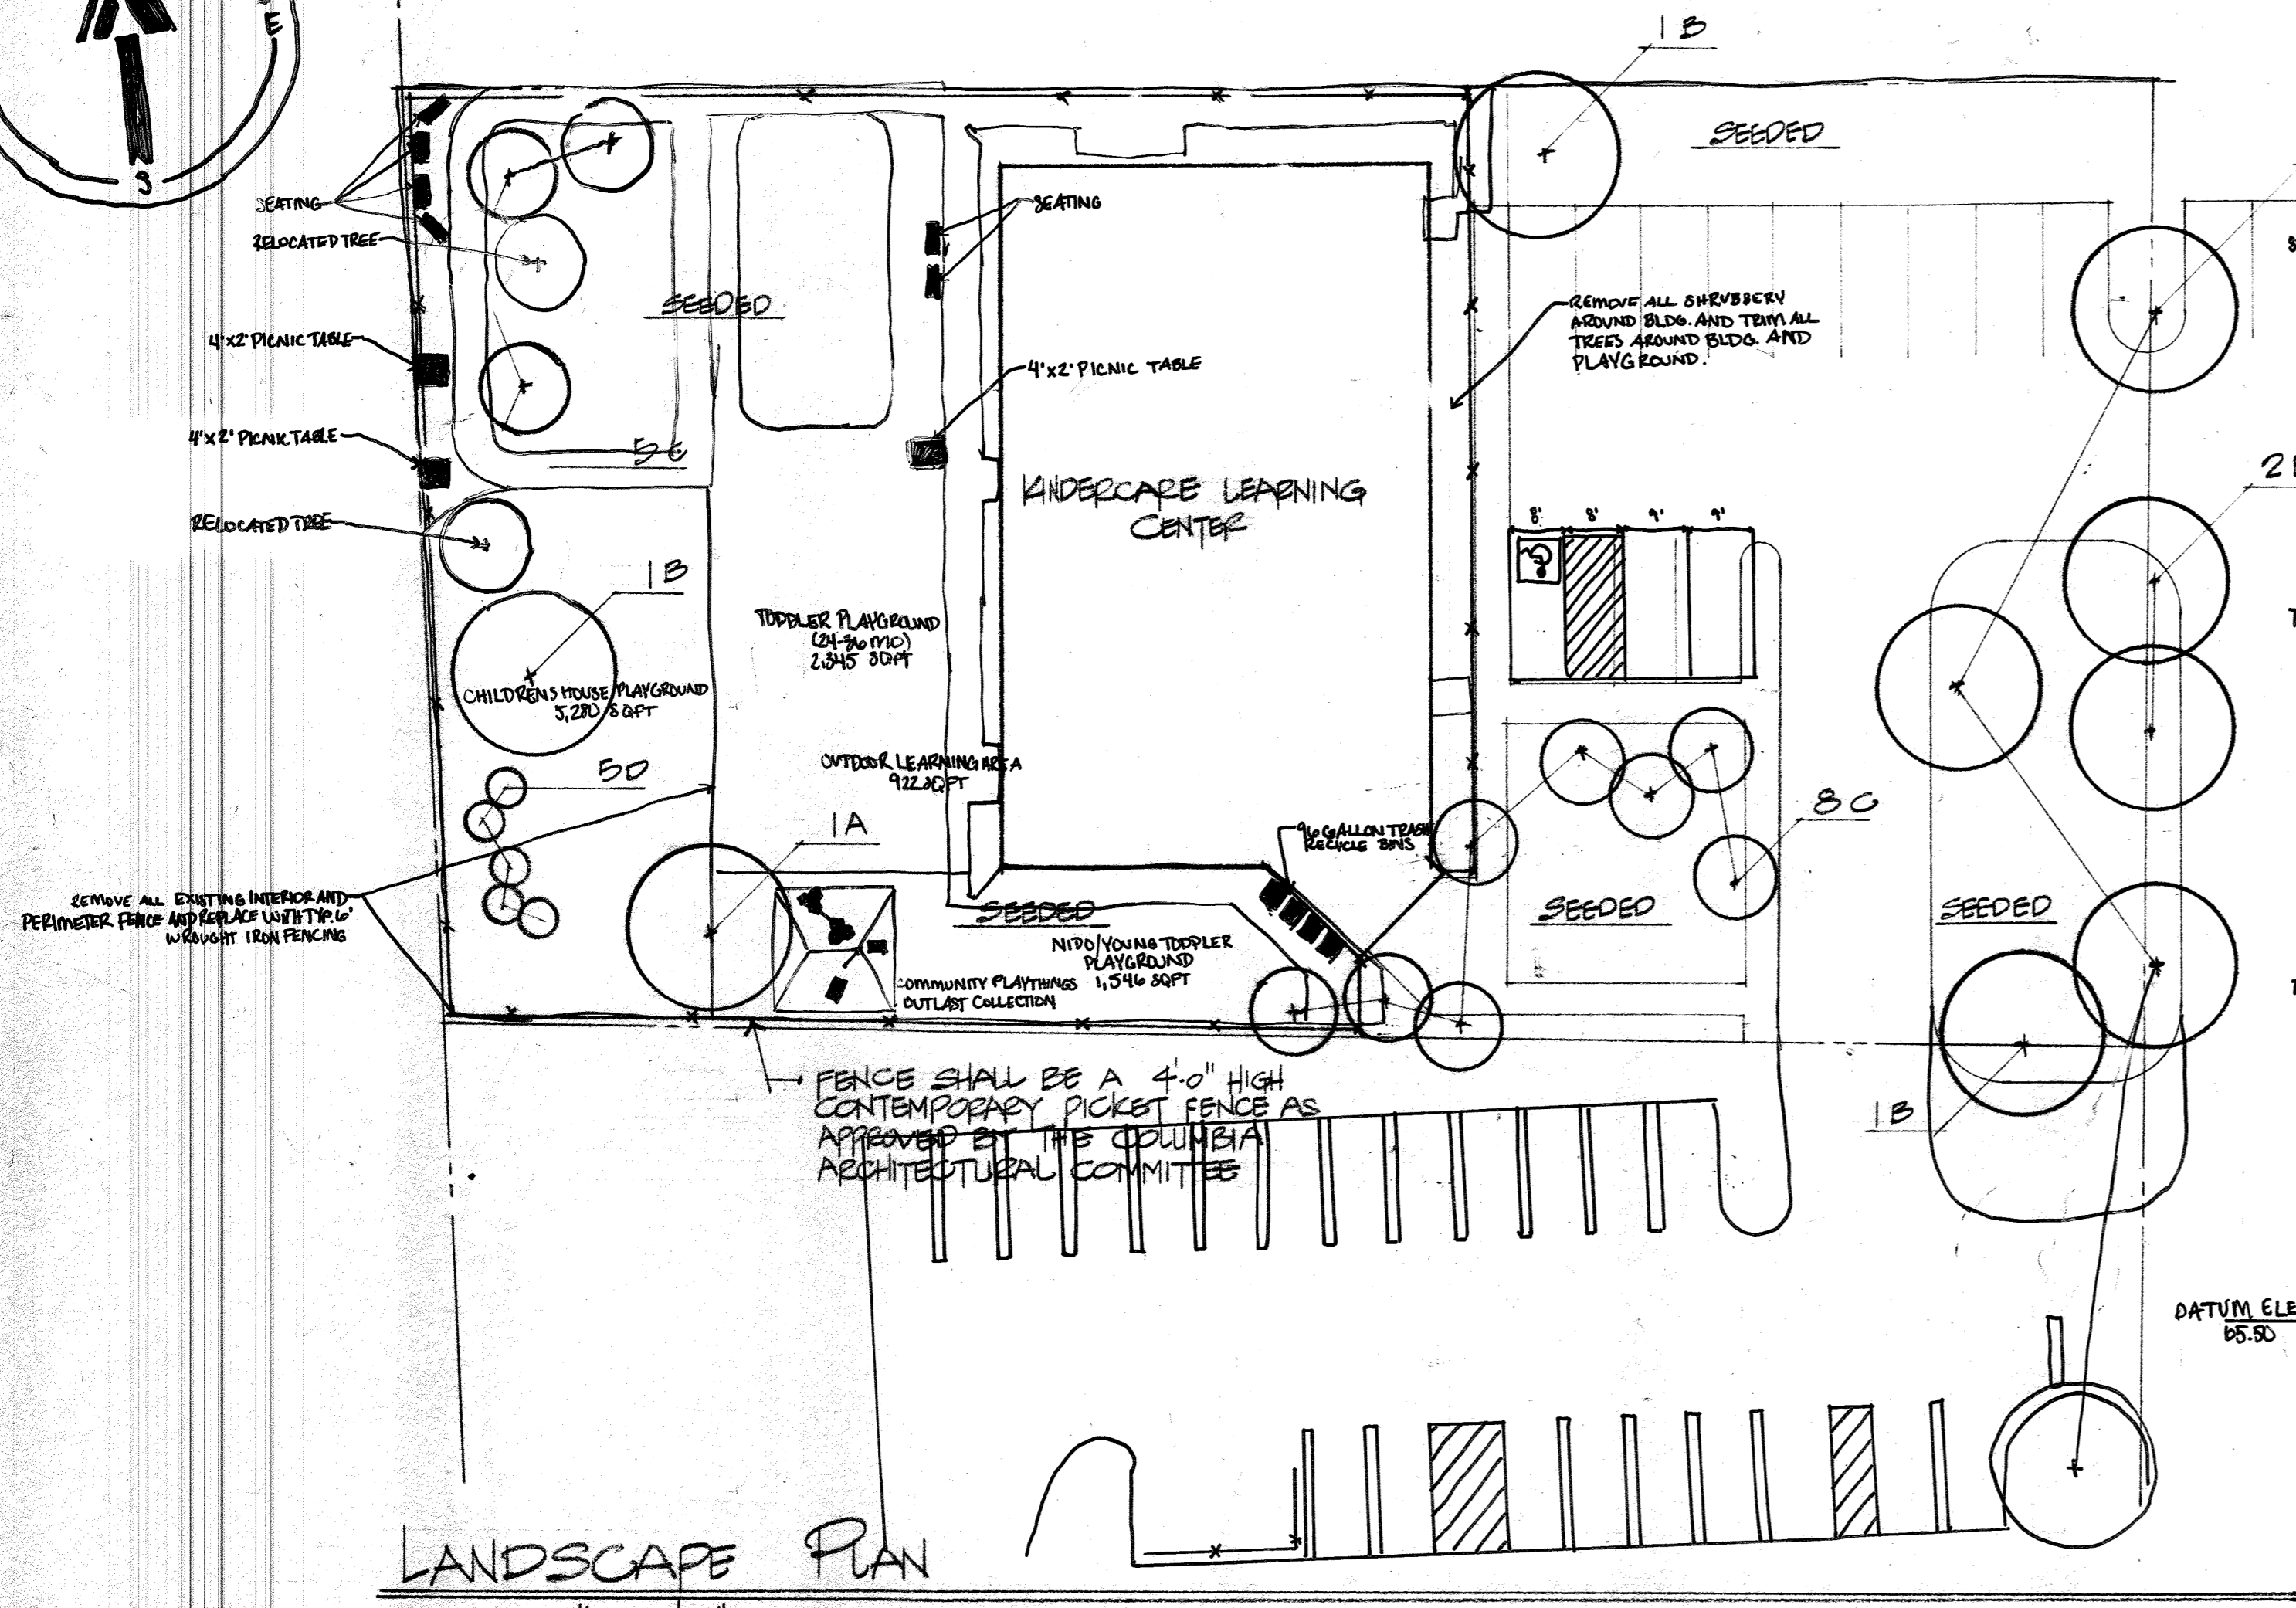 E
S
1B
SEEDED
SEATING
SEATING
RELOCATED TREE
SEEDED
REMOVE ALL SHRUBBERY
AROUND BLDG. AND TRIM ALL
TREES AROUND BLDG. AND
PLAYGROUND.
4'x2' PICNIC TABLE
4'x2' PICNIC TABLE
4'x2' PICNIC TABLE
KINDERCARE LEARNING
CENTER
RELOCATED TREE
8' 8' 9' 9'
1B
TODDLER PLAYGROUND
(24-36 MO)
2,345 SQFT
CHILDRENS HOUSE PLAYGROUND
5,280 SQFT
OUTDOOR LEARNING AREA
922 SQFT
5D
1A
96 GALLON TRASH
RECYCLE BINS
REMOVE ALL EXISTING INTERIOR AND
PERIMETER FENCE AND REPLACE WITH TYP. 6'
WROUGHT IRON FENCING
SEEDED
SEEDED
SEEDED
NIDO/YOUNG TODDLER
PLAYGROUND
1,546 SQFT
COMMUNITY PLAYTHINGS
OUTLAST COLLECTION
FENCE SHALL BE A 4'-0" HIGH
CONTEMPORARY PICKET FENCE AS
APPROVED BY THE COLUMBIA
ARCHITECTURAL COMMITTEE
1B
DATUM ELE
65.50
LANDSCAPE PLAN